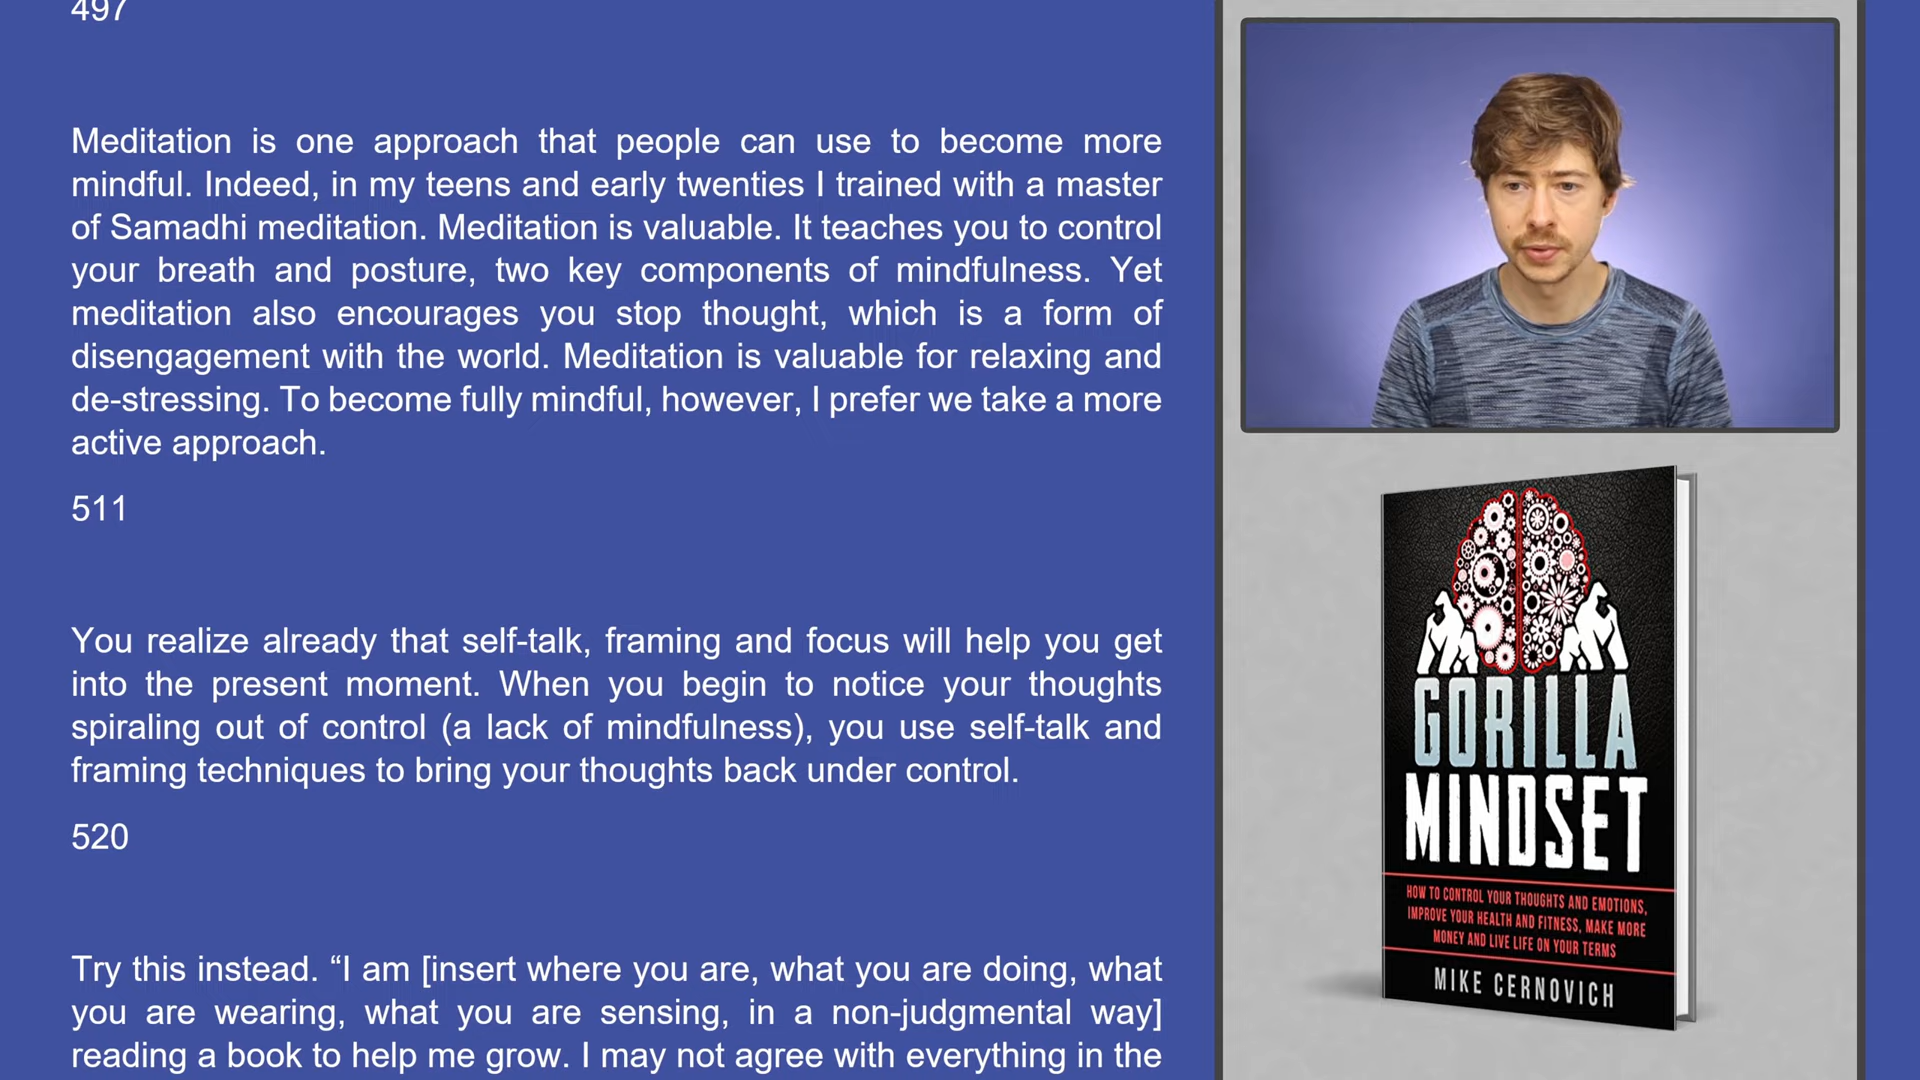 497
Meditation is one approach that people can use to become more
mindful. Indeed, in my teens and early twenties I trained with a master
of Samadhi meditation. Meditation is valuable. It teaches you to control
your breath and posture, two key components of mindfulness. Yet
meditation also encourages you stop thought, which is a form of
disengagement with the world. Meditation is valuable for relaxing and
de-stressing. To become fully mindful, however, I prefer we take a more
active approach.
511
You realize already that self-talk, framing and focus will help you get
into the present moment. When you begin to notice your thoughts
spiraling out of control (a lack of mindfulness), you use self-talk and
framing techniques to bring your thoughts back under control.
520
Try this instead. “I am [insert where you are, what you are doing, what
you are wearing, what you are sensing, in a non-judgmental way]
reading a book to help me grow. I may not agree with everything in the
GORILLA
MINDSET
HOW TO CONTROL YOUR THOUGHTS AND EMOTIONS,
IMPROVE YOUR HEALTH AND FITNESS, MAKE MORE
MONEY AND LIVE LIFE ON YOUR TERMS
MIKE CERNOVICH